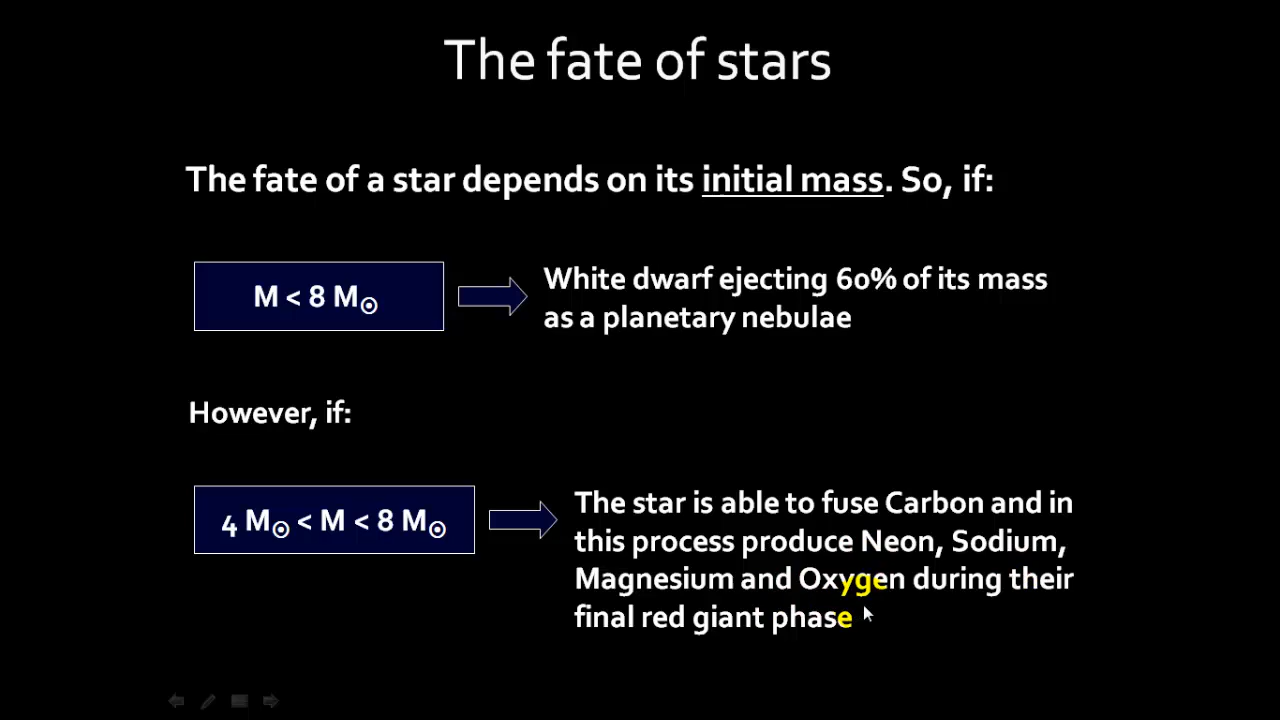 The fate of stars
The fate of a star depends on its initial mass. So, if:
M < 8 M☉
White dwarf ejecting 60% of its mass
as a planetary nebulae
However, if:
4 M☉ < M < 8 M☉
The star is able to fuse Carbon and in
this process produce Neon, Sodium,
Magnesium and Oxygen during their
final red giant phase